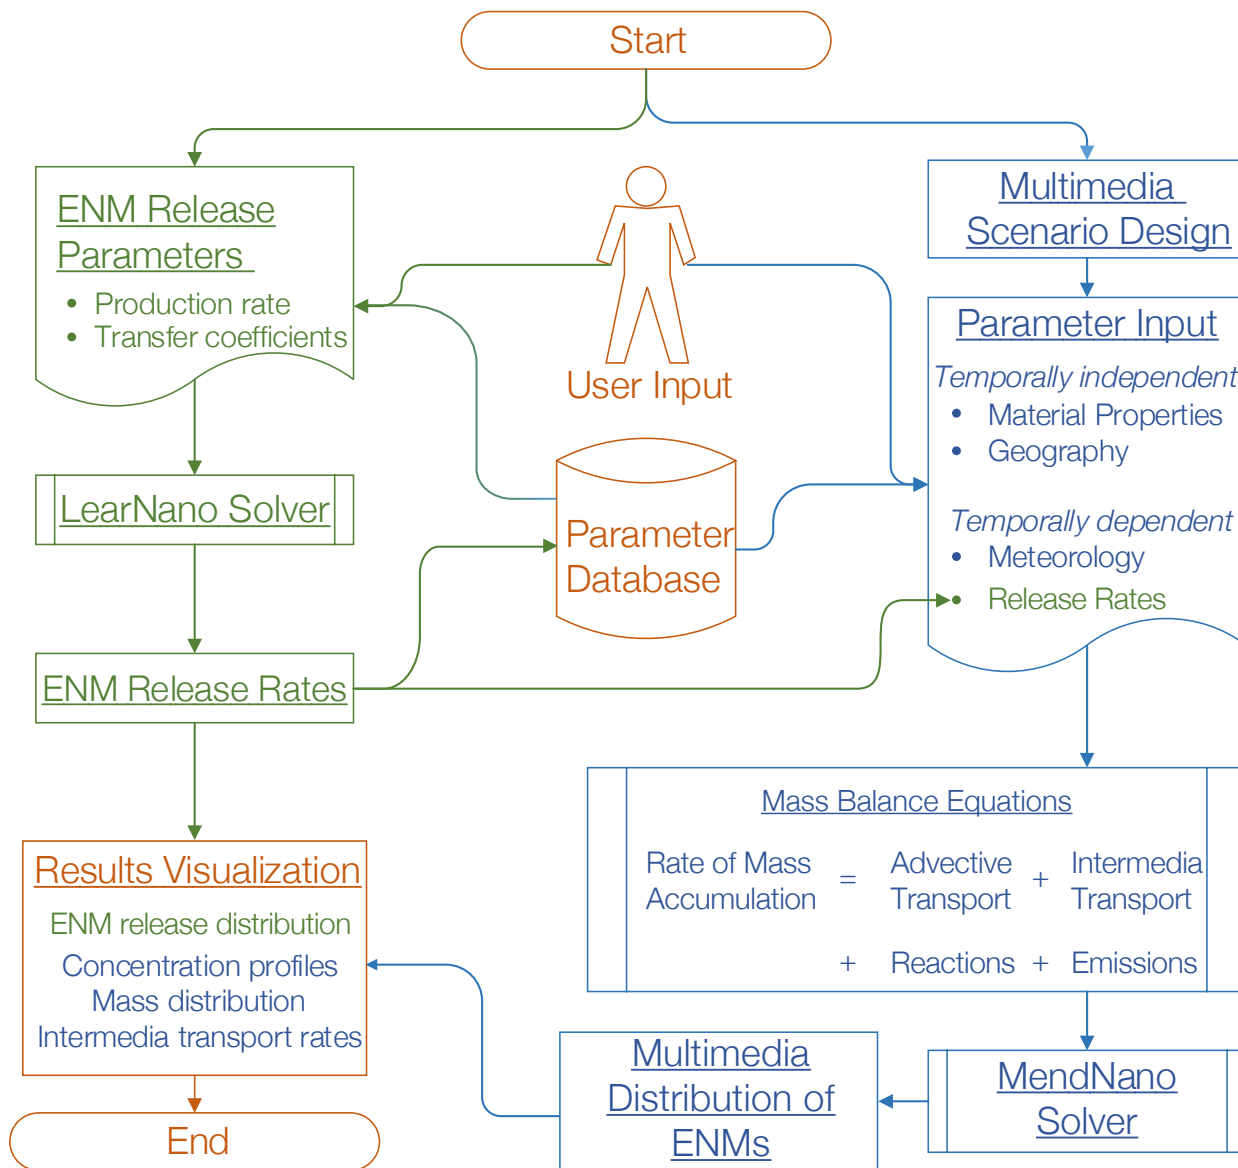 Start
ENM Release
Parameters
• Production rate
• Transfer coefficients
User Input
Multimedia
Scenario Design
Parameter Input
Temporally independent
• Material Properties
• Geography
Temporally dependent
• Meteorology
• Release Rates
LearNano Solver
Parameter
Database
ENM Release Rates
Mass Balance Equations
Rate of Mass Accumulation = Advective Transport + Intermedia Transport
+ Reactions + Emissions
Results Visualization
ENM release distribution
Concentration profiles
Mass distribution
Intermedia transport rates
Multimedia
Distribution of
ENMs
MendNano
Solver
End